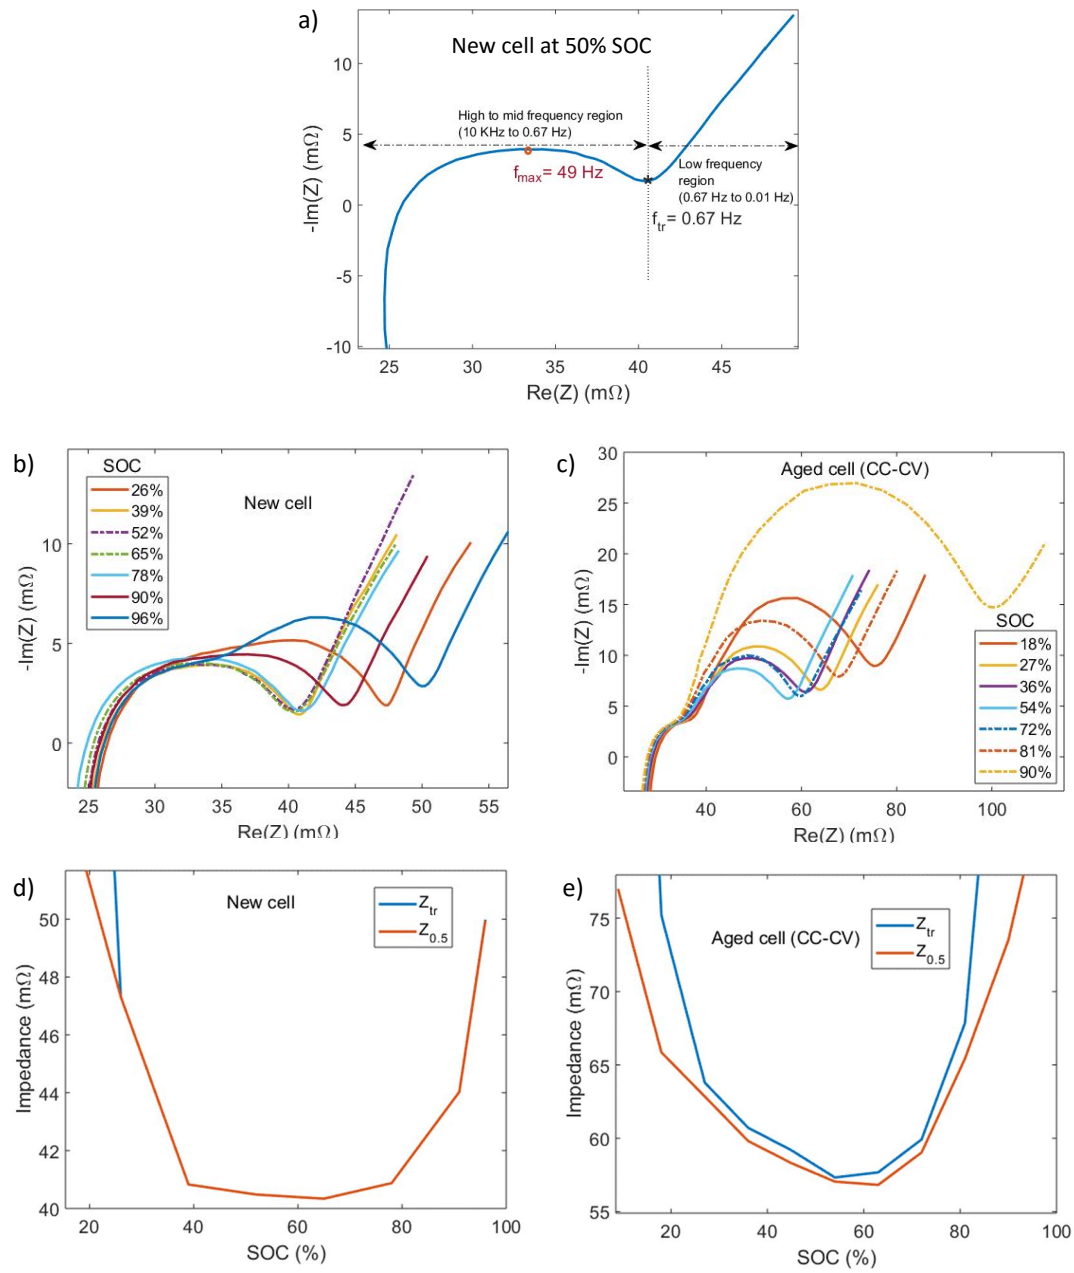 a)
New cell at 50% SOC
High to mid frequency region
(10 KHz to 0.67 Hz)
fmax= 49 Hz
Low frequency
region
(0.67 Hz to 0.01 Hz)
ftr= 0.67 Hz
-Im(Z) (mΩ)
10
5
0
-5
-10
25
30
35
40
45
Re(Z) (mΩ)
b)
SOC
26%
39%
52%
65%
78%
90%
96%
New cell
-Im(Z) (mΩ)
10
5
0
25
30
35
40
45
50
55
Re(Z) (mΩ)
c)
Aged cell (CC-CV)
-Im(Z) (mΩ)
30
25
20
15
10
5
0
SOC
18%
27%
36%
54%
72%
81%
90%
40
60
80
100
Re(Z) (mΩ)
d)
New cell
Ztr
Z0.5
Impedance (mΩ)
50
48
46
44
42
40
20
40
60
80
100
SOC (%)
e)
Aged cell (CC-CV)
Ztr
Z0.5
Impedance (mΩ)
75
70
65
60
55
20
40
60
80
100
SOC (%)